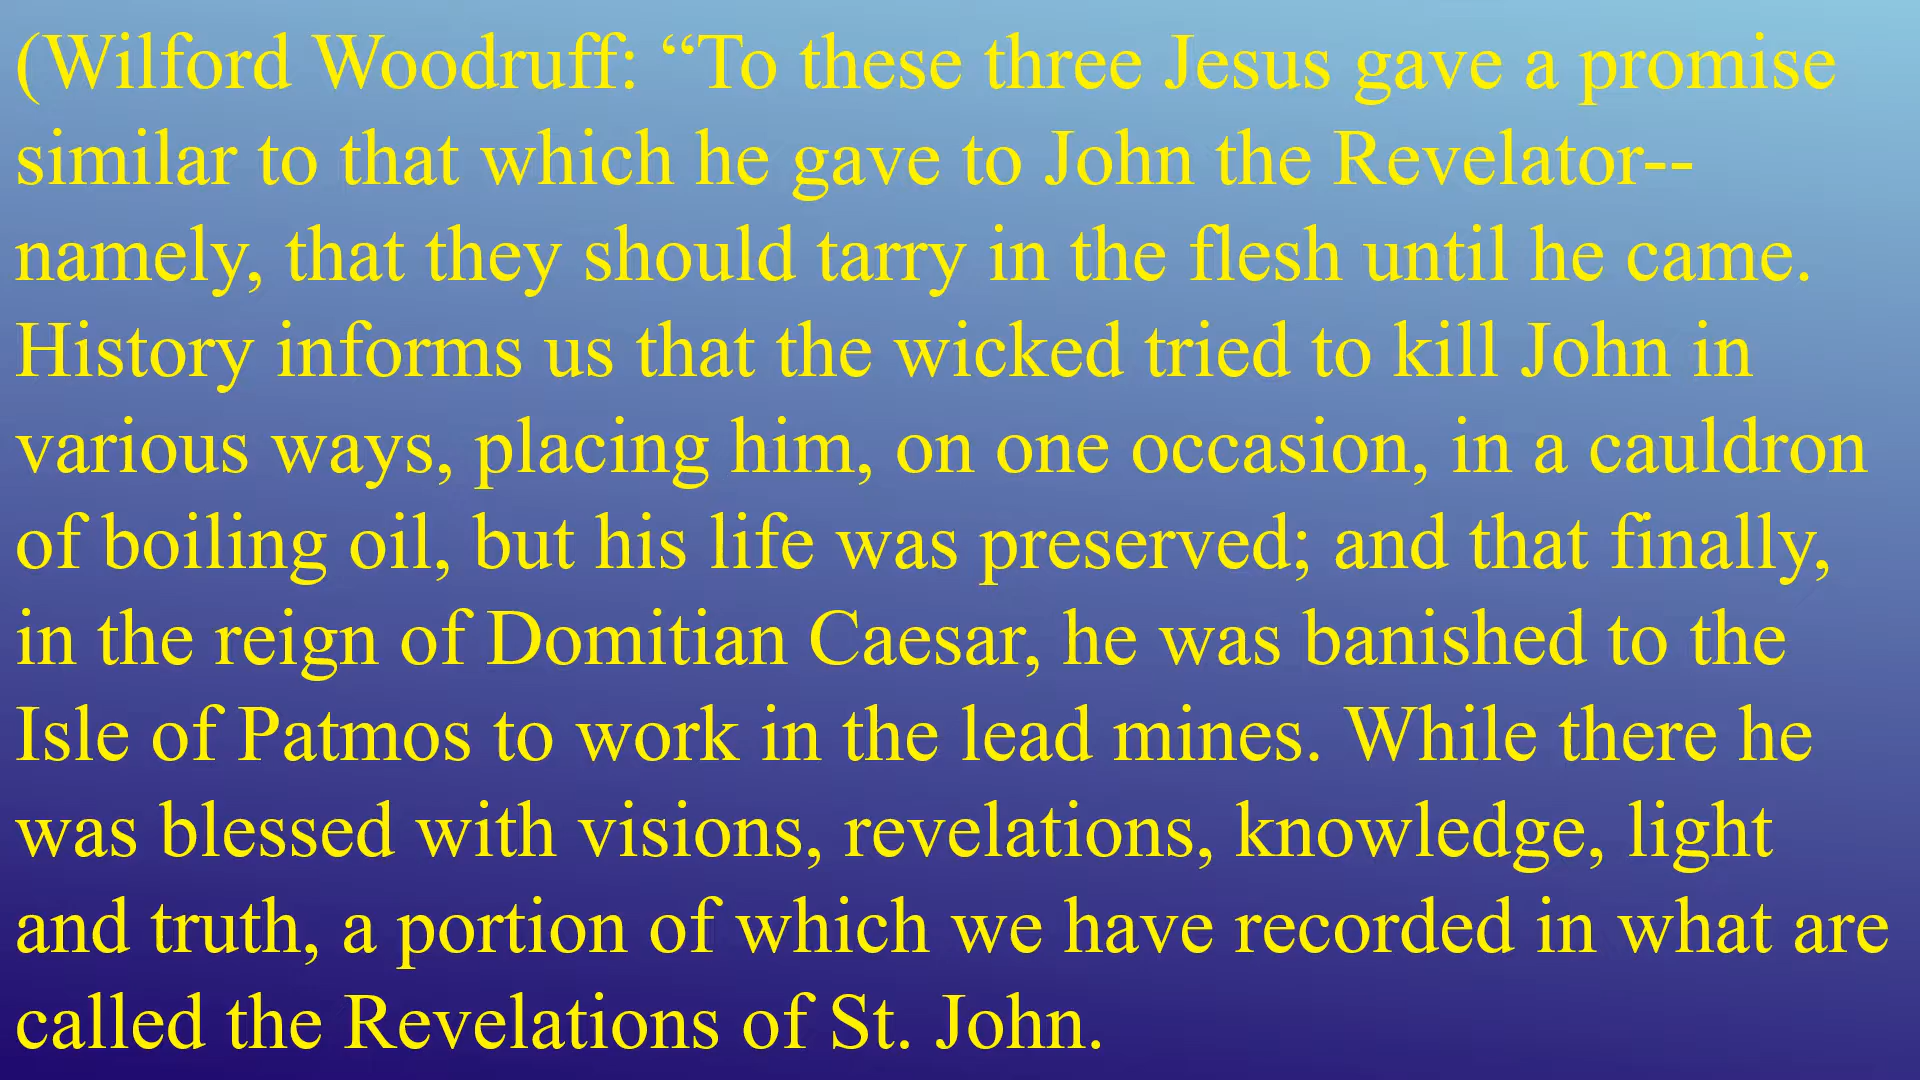 (Wilford Woodruff: “To these three Jesus gave a promise
similar to that which he gave to John the Revelator--
namely, that they should tarry in the flesh until he came.
History informs us that the wicked tried to kill John in
various ways, placing him, on one occasion, in a cauldron
of boiling oil, but his life was preserved; and that finally,
in the reign of Domitian Caesar, he was banished to the
Isle of Patmos to work in the lead mines. While there he
was blessed with visions, revelations, knowledge, light
and truth, a portion of which we have recorded in what are
called the Revelations of St. John.